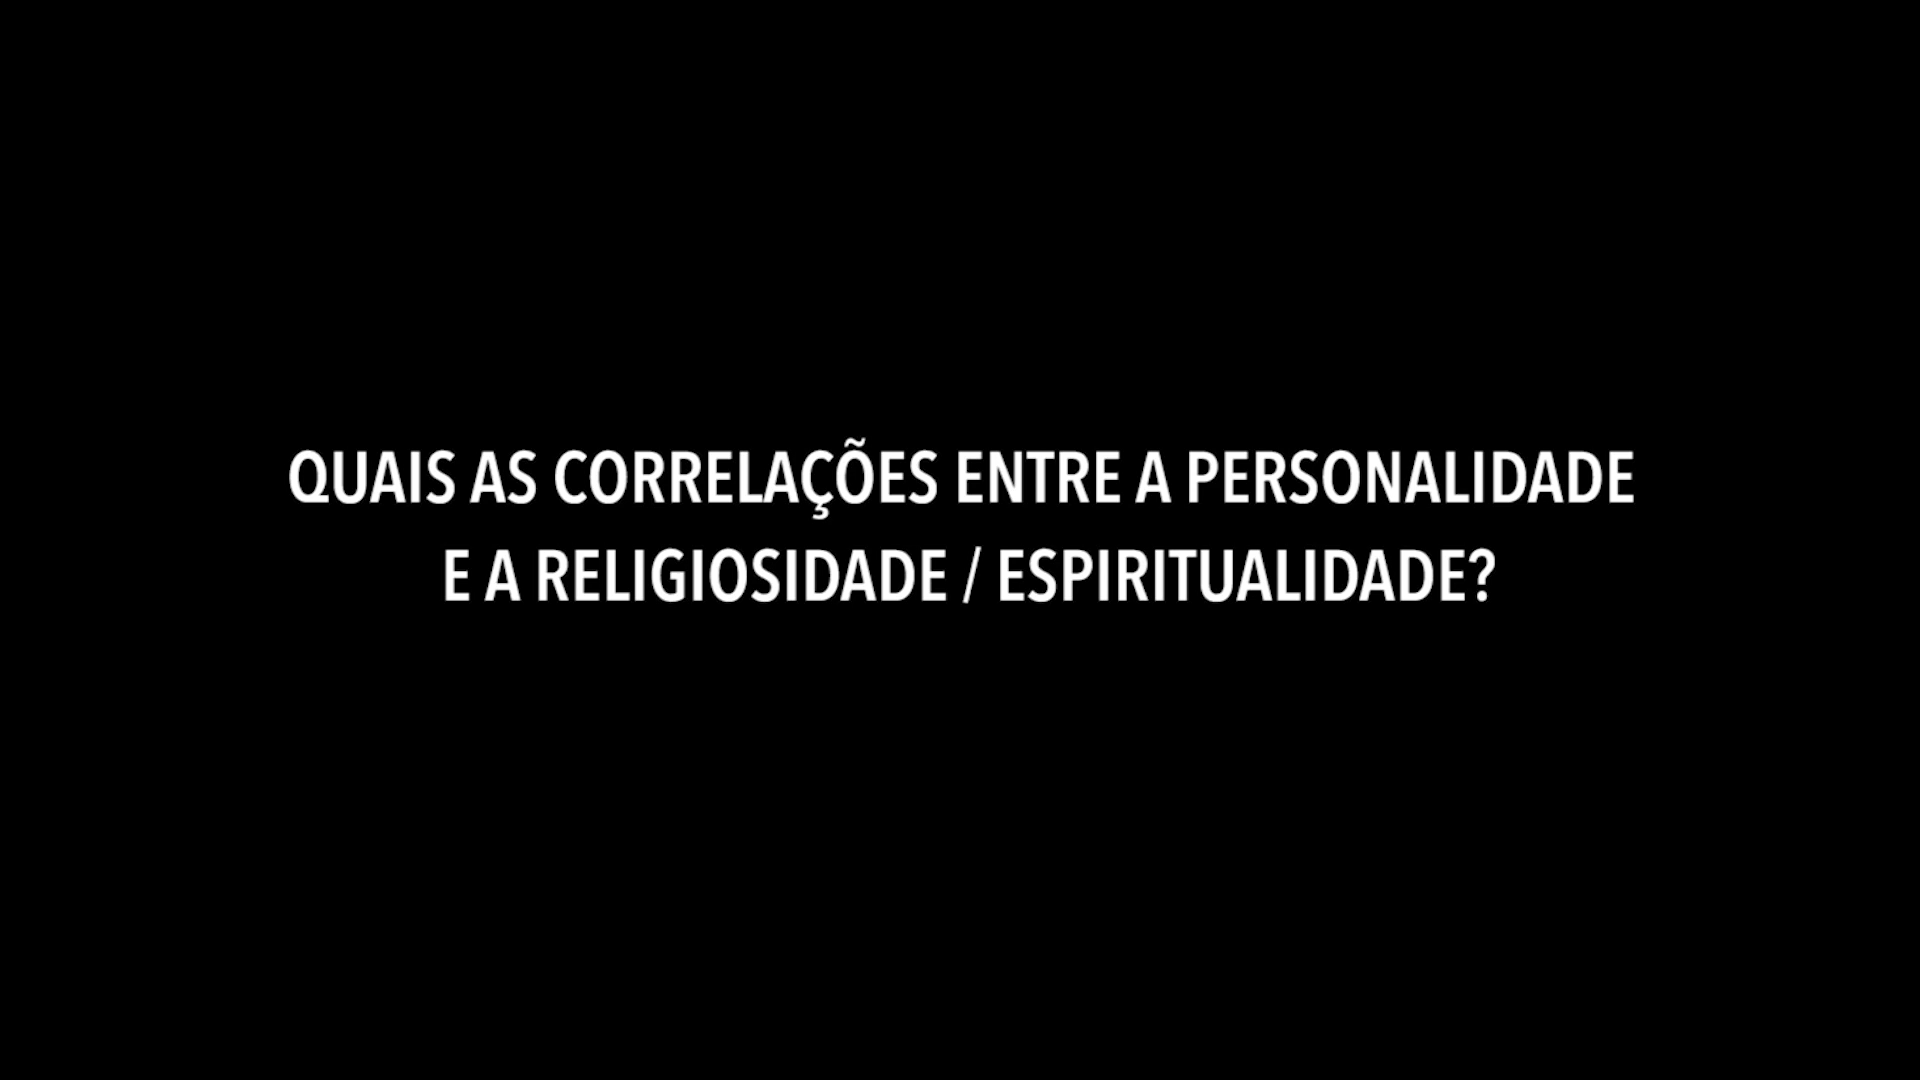 QUAIS AS CORRELAÇÕES ENTRE A PERSONALIDADE
E A RELIGIOSIDADE / ESPIRITUALIDADE?